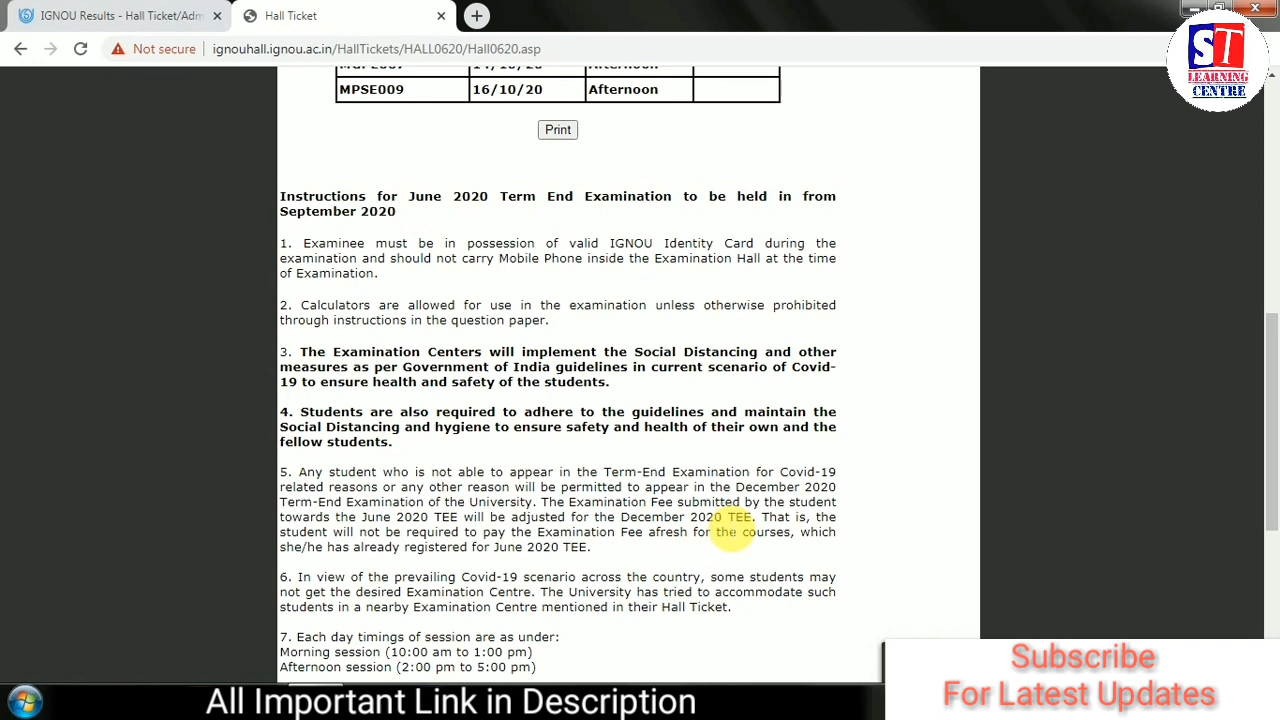 IGNOU Results - Hall Ticket/Adm
Hall Ticket
Not secure
ignouhall.ignou.ac.in/HallTickets/HALL0620/Hall0620.asp
ST
LEARNING
CENTRE
MPSE009 16/10/20 Afternoon
Print
Instructions for June 2020 Term End Examination to be held in from
September 2020
1. Examinee must be in possession of valid IGNOU Identity Card during the
examination and should not carry Mobile Phone inside the Examination Hall at the time
of Examination.
2. Calculators are allowed for use in the examination unless otherwise prohibited
through instructions in the question paper.
3. The Examination Centers will implement the Social Distancing and other
measures as per Government of India guidelines in current scenario of Covid-
19 to ensure health and safety of the students.
4. Students are also required to adhere to the guidelines and maintain the
Social Distancing and hygiene to ensure safety and health of their own and the
fellow students.
5. Any student who is not able to appear in the Term-End Examination for Covid-19
related reasons or any other reason will be permitted to appear in the December 2020
Term-End Examination of the University. The Examination Fee submitted by the student
towards the June 2020 TEE will be adjusted for the December 2020 TEE. That is, the
student will not be required to pay the Examination Fee afresh for the courses, which
she/he has already registered for June 2020 TEE.
6. In view of the prevailing Covid-19 scenario across the country, some students may
not get the desired Examination Centre. The University has tried to accommodate such
students in a nearby Examination Centre mentioned in their Hall Ticket.
7. Each day timings of session are as under:
Morning session (10:00 am to 1:00 pm)
Afternoon session (2:00 pm to 5:00 pm)
Subscribe
For Latest Updates
All Important Link in Description